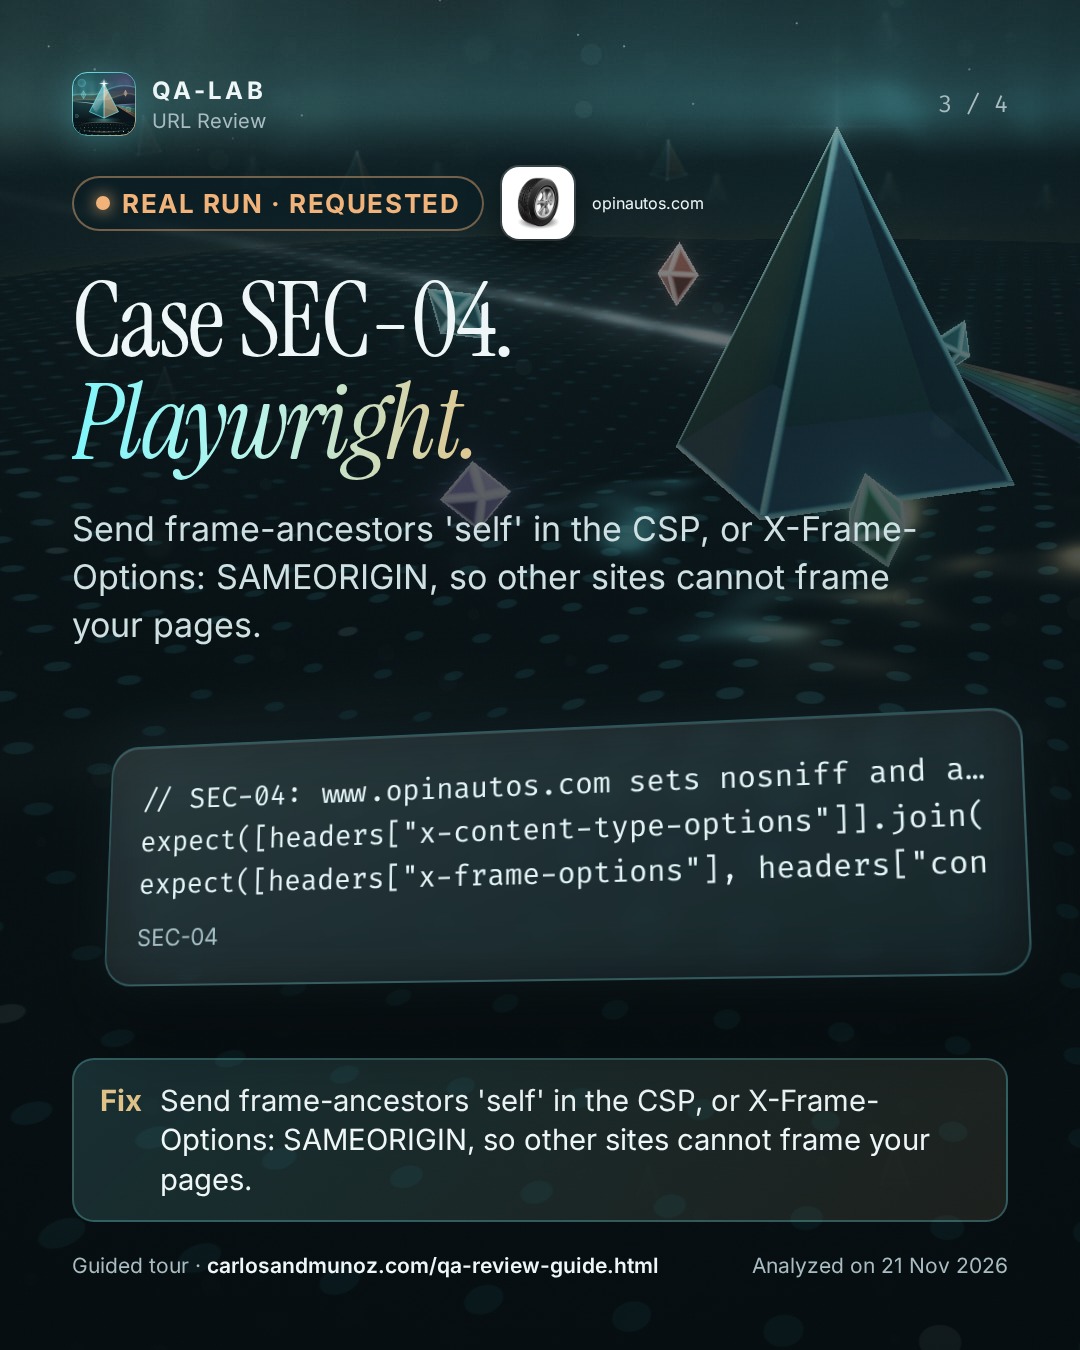 QA-LAB
URL Review
3 / 4
REAL RUN · REQUESTED
opinautos.com
Case SEC-04.
Playwright.
Send frame-ancestors 'self' in the CSP, or X-Frame-
Options: SAMEORIGIN, so other sites cannot frame
your pages.
// SEC-04: www.opinautos.com sets nosniff and a…
expect([headers["x-content-type-options"]].join(
expect([headers["x-frame-options"], headers["con
SEC-04
Fix Send frame-ancestors 'self' in the CSP, or X-Frame-
Options: SAMEORIGIN, so other sites cannot frame your
pages.
Guided tour · carlosandmunoz.com/qa-review-guide.html
Analyzed on 21 Nov 2026